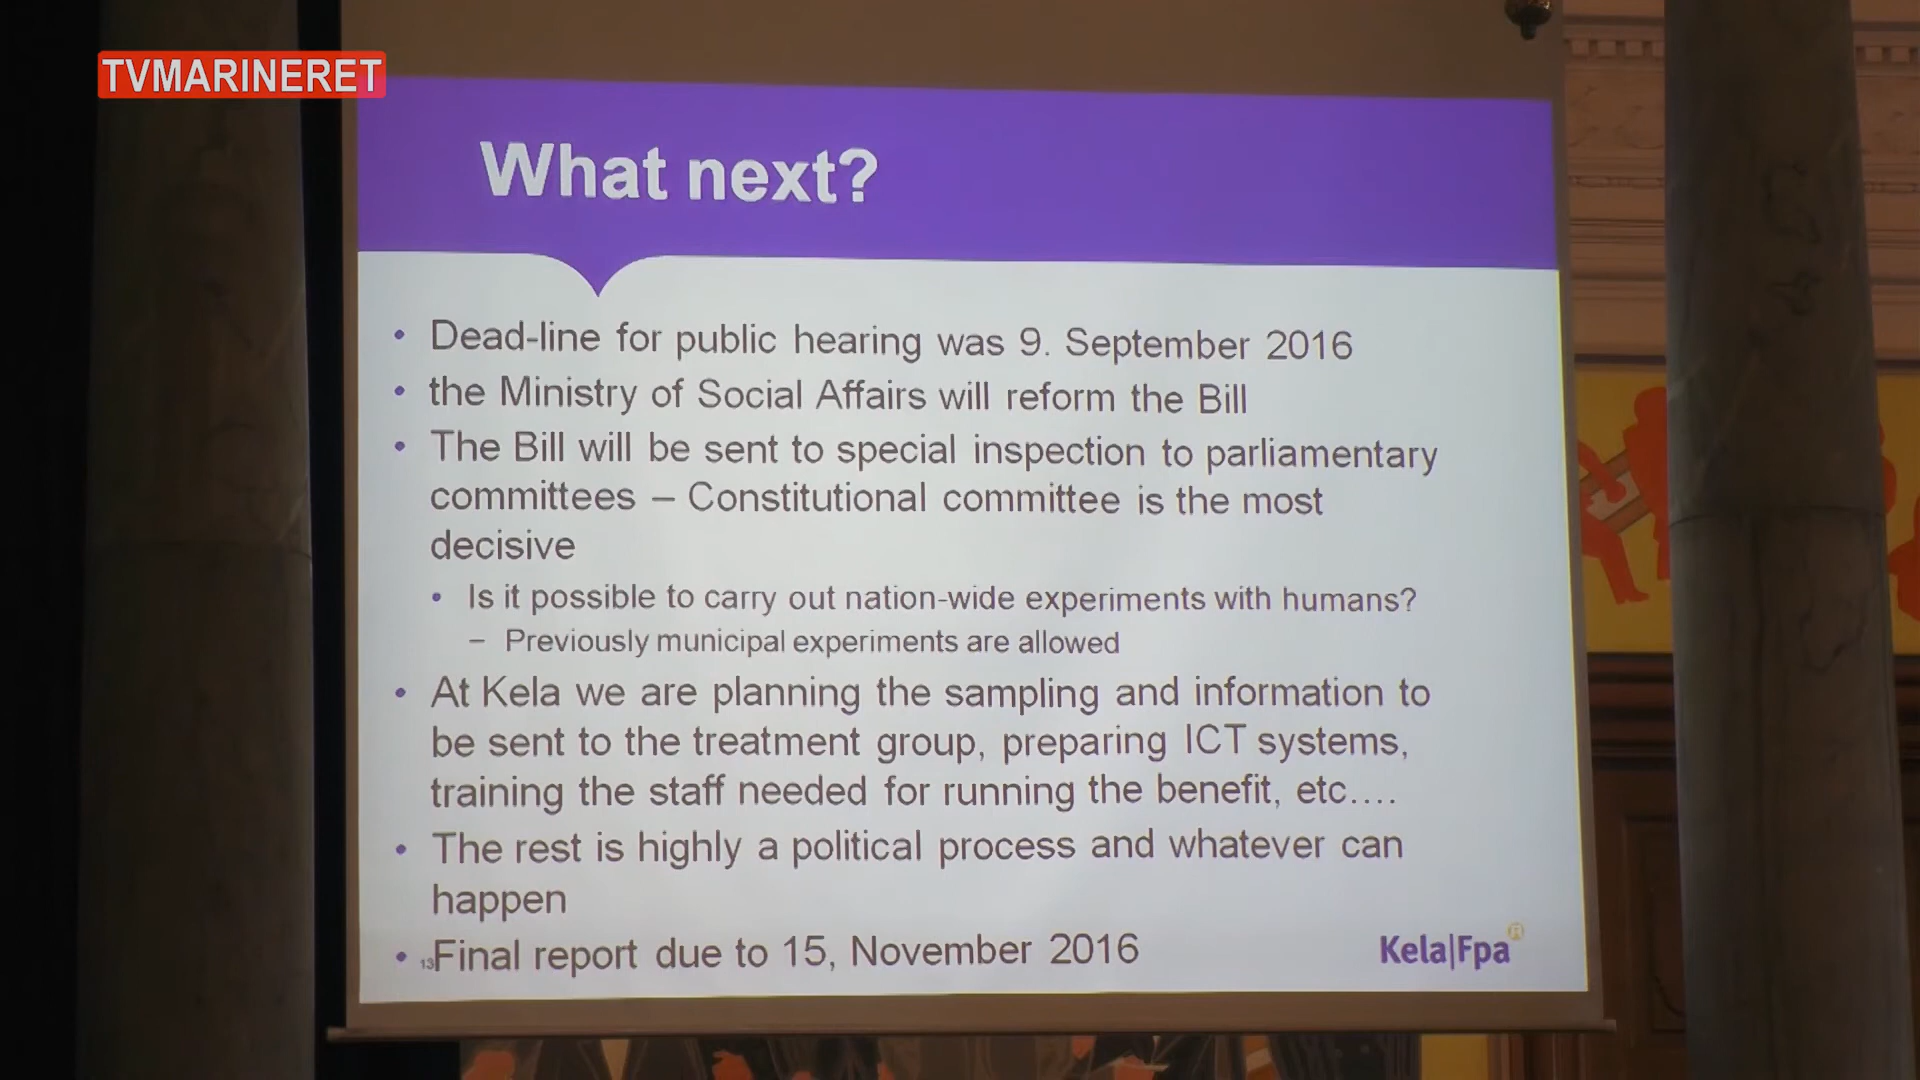 TVMARINERET
What next?
• Dead-line for public hearing was 9. September 2016
• the Ministry of Social Affairs will reform the Bill
• The Bill will be sent to special inspection to parliamentary
committees – Constitutional committee is the most
decisive
• Is it possible to carry out nation-wide experiments with humans?
– Previously municipal experiments are allowed
• At Kela we are planning the sampling and information to
be sent to the treatment group, preparing ICT systems,
training the staff needed for running the benefit, etc....
• The rest is highly a political process and whatever can
happen
• Final report due to 15, November 2016
13
Kela|Fpa